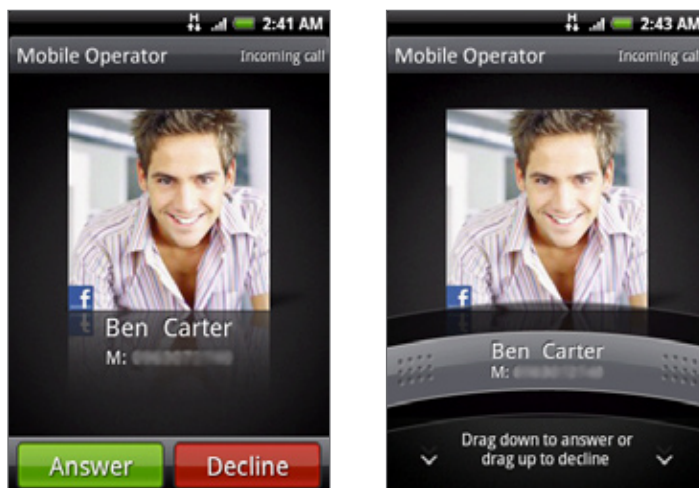 H 2:41 AM
Mobile Operator Incoming call
f
Ben Carter
M:
Answer Decline
H 2:43 AM
Mobile Operator Incoming cal
f
Ben Carter
M:
Drag down to answer or
drag up to decline